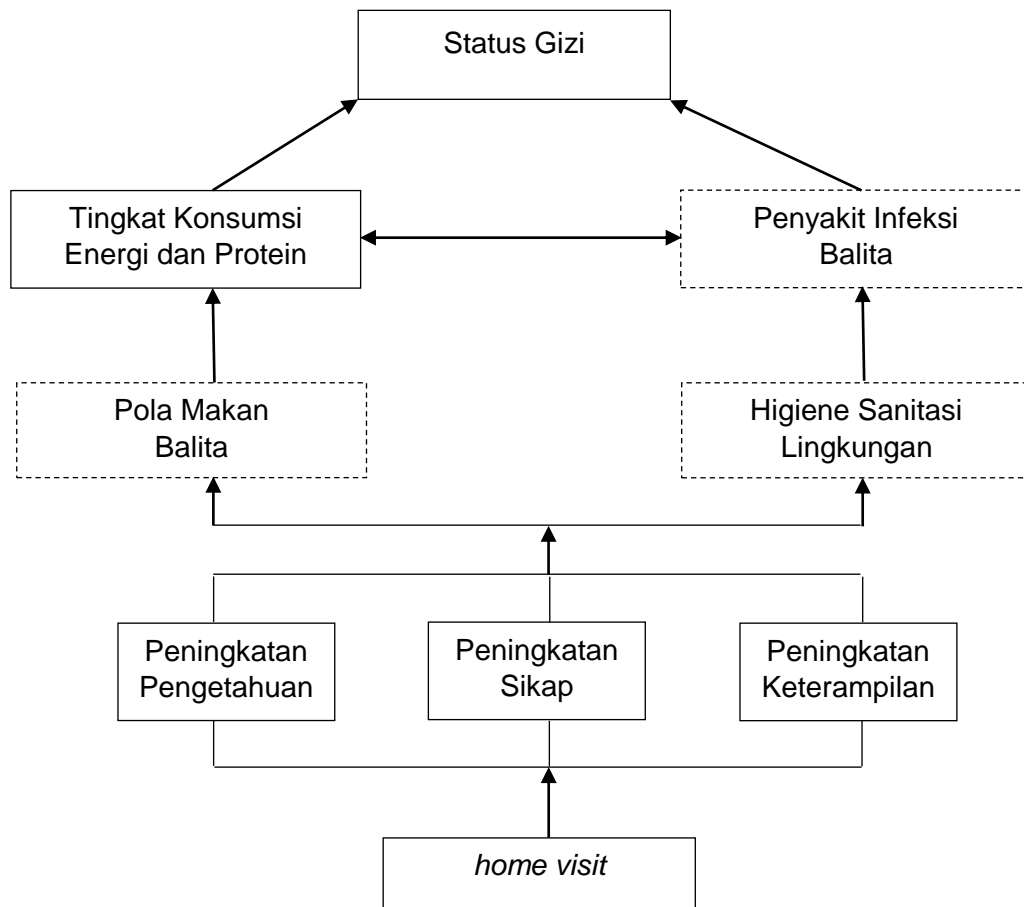 Status Gizi
Tingkat Konsumsi
Energi dan Protein
Penyakit Infeksi
Balita
Pola Makan
Balita
Higiene Sanitasi
Lingkungan
Peningkatan
Pengetahuan
Peningkatan
Sikap
Peningkatan
Keterampilan
home visit